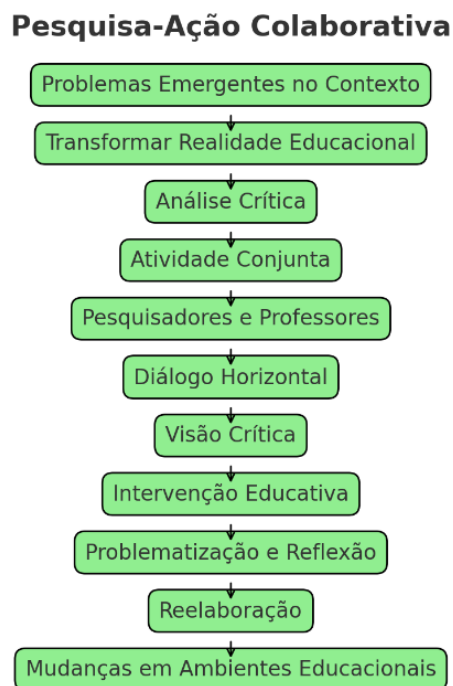 Pesquisa-Ação Colaborativa
Problemas Emergentes no Contexto
Transformar Realidade Educacional
Análise Crítica
Atividade Conjunta
Pesquisadores e Professores
Diálogo Horizontal
Visão Crítica
Intervenção Educativa
Problematização e Reflexão
Reelaboração
Mudanças em Ambientes Educacionais